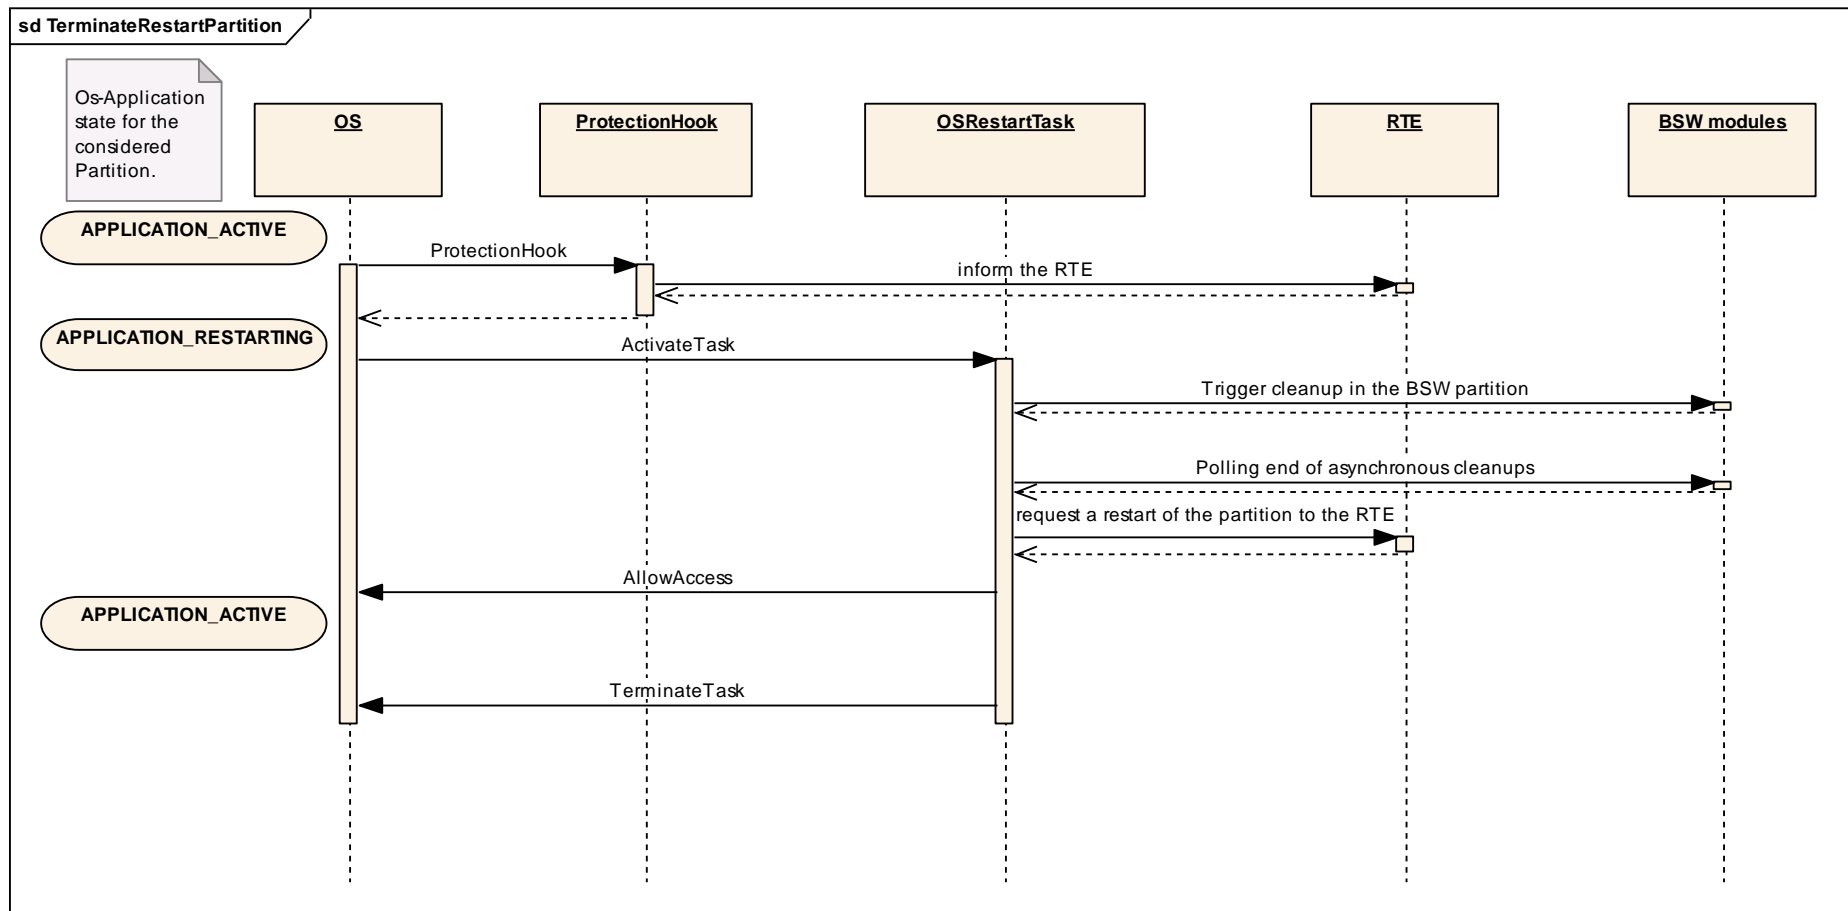 sd TerminateRestartPartition
Os-Application
state for the
considered
Partition.
OS
ProtectionHook
OSRestartTask
RTE
BSW modules
APPLICATION_ACTIVE
ProtectionHook
inform the RTE
APPLICATION_RESTARTING
ActivateTask
Trigger cleanup in the BSW partition
Polling end of asynchronous cleanups
request a restart of the partition to the RTE
AllowAccess
APPLICATION_ACTIVE
TerminateTask